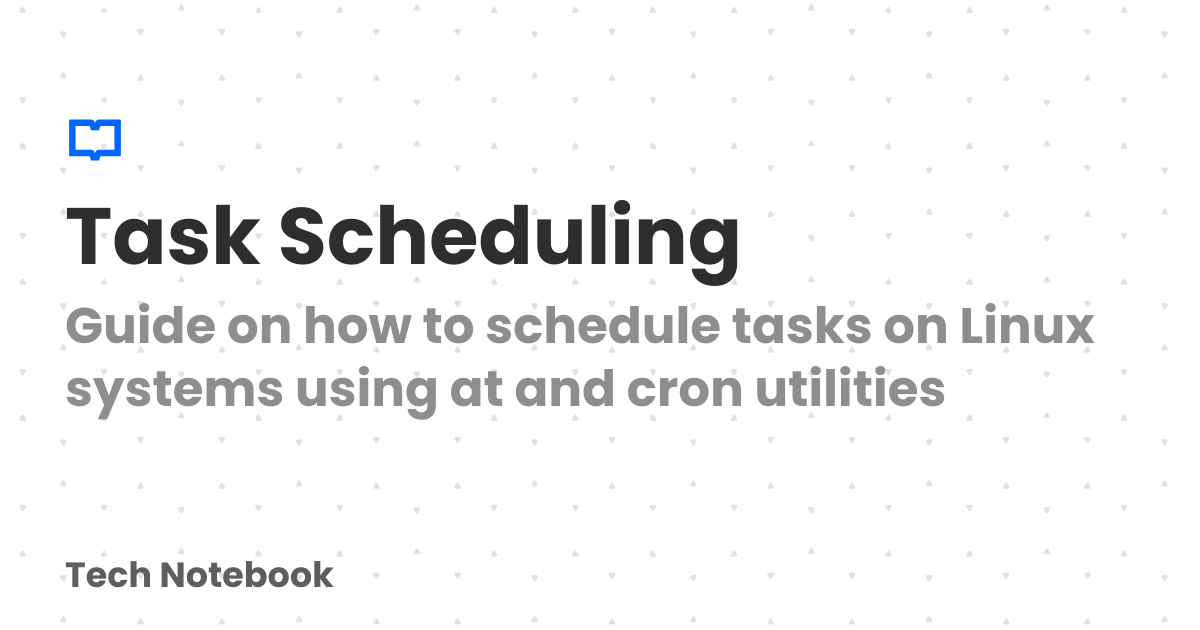 Task Scheduling
Guide on how to schedule tasks on Linux
systems using at and cron utilities
Tech Notebook